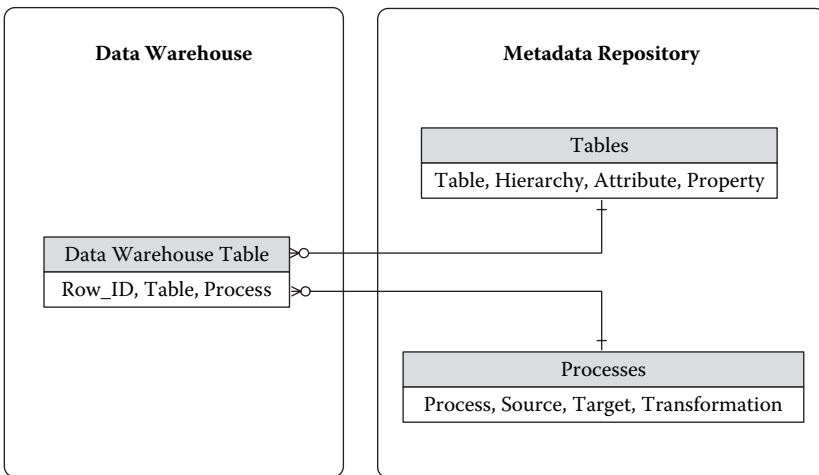 Data Warehouse
Metadata Repository
Tables
Table, Hierarchy, Attribute, Property
Data Warehouse Table
Row_ID, Table, Process
Processes
Process, Source, Target, Transformation